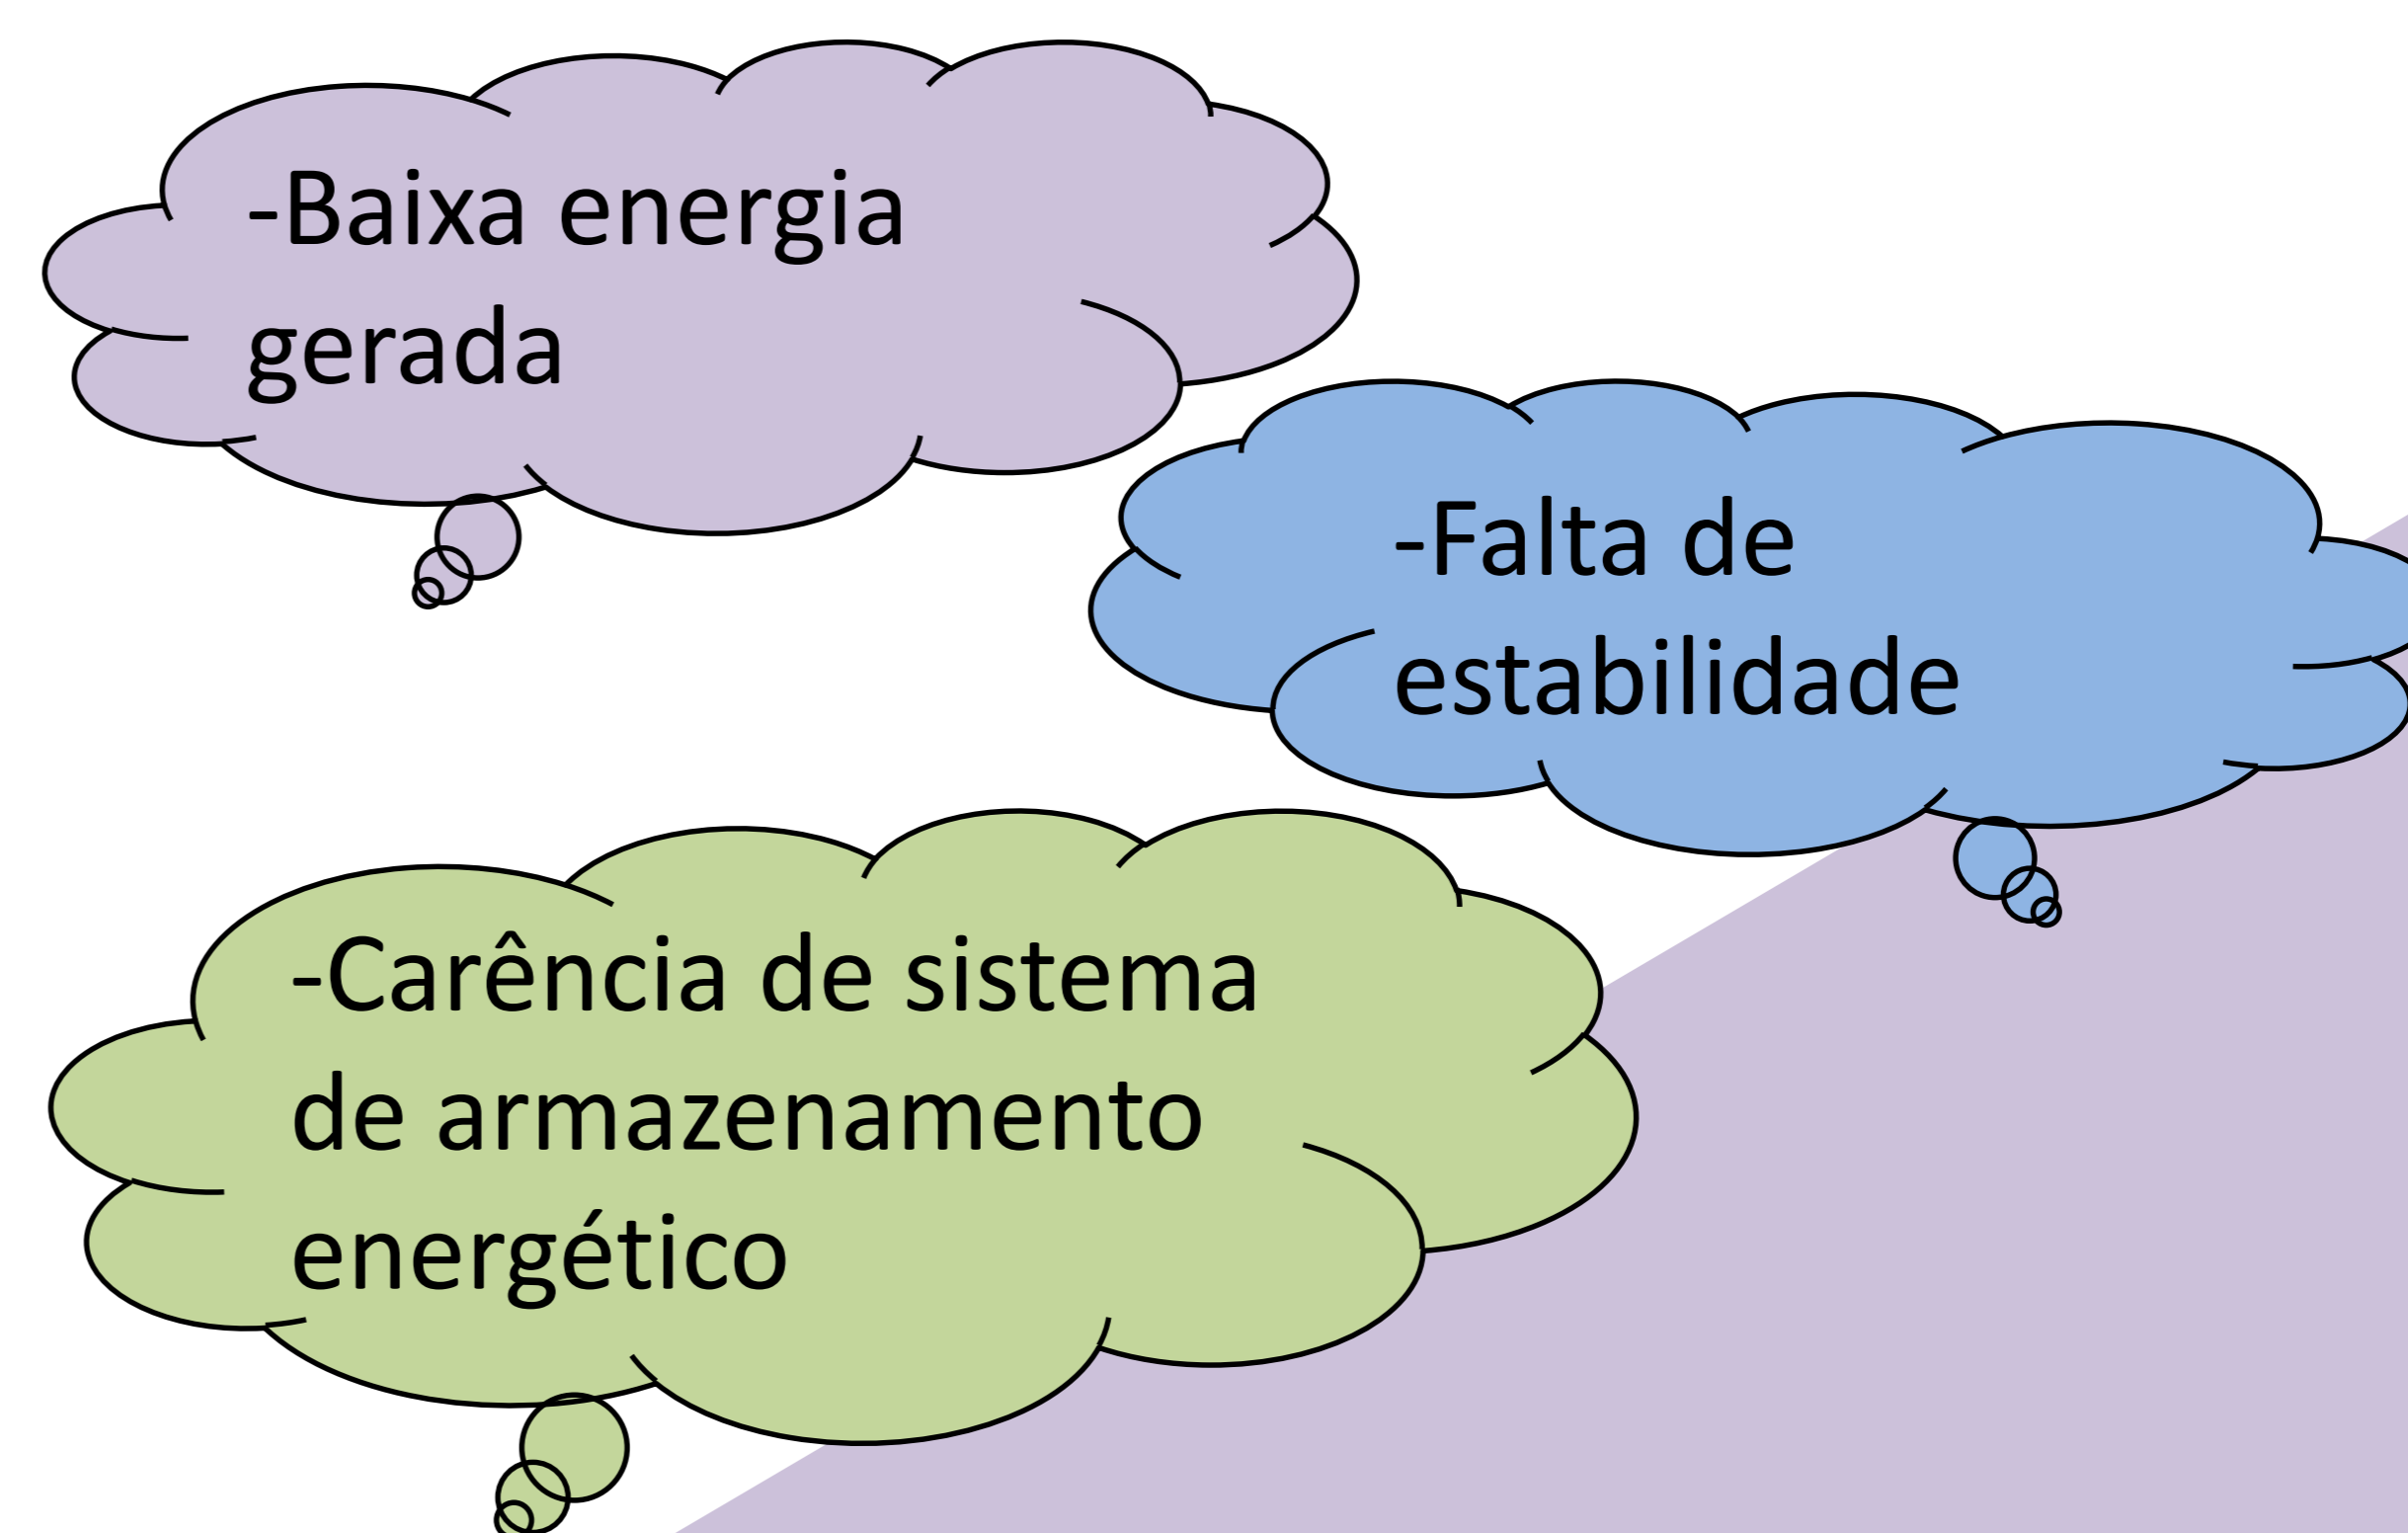 -Baixa energia
gerada
-Falta de
estabilidade
-Carência de sistema
de armazenamento
energético